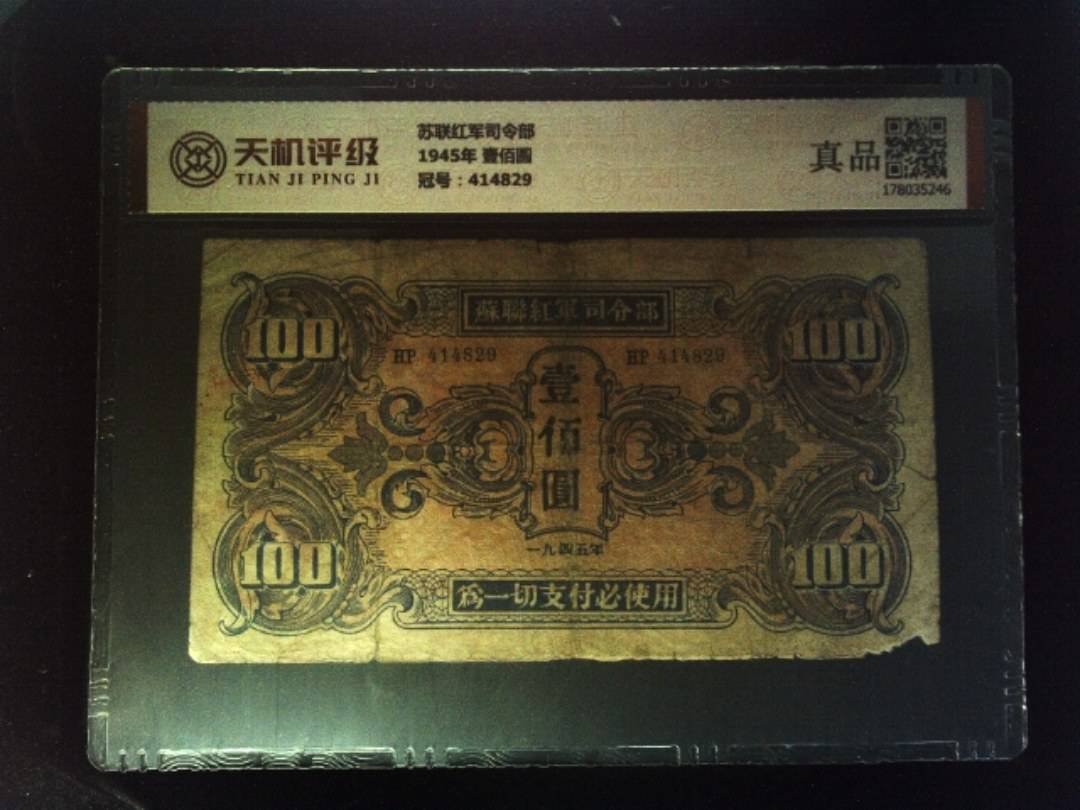 天机评级
TIAN JI PING JI
苏联红军司令部
1945年 壹佰圆
冠号：414829
真品
178035246
100
蘇聯紅軍司令部
100
HP 414829
HP 414829
壹佰圓
一九四五年
100
爲一切支付必使用
100